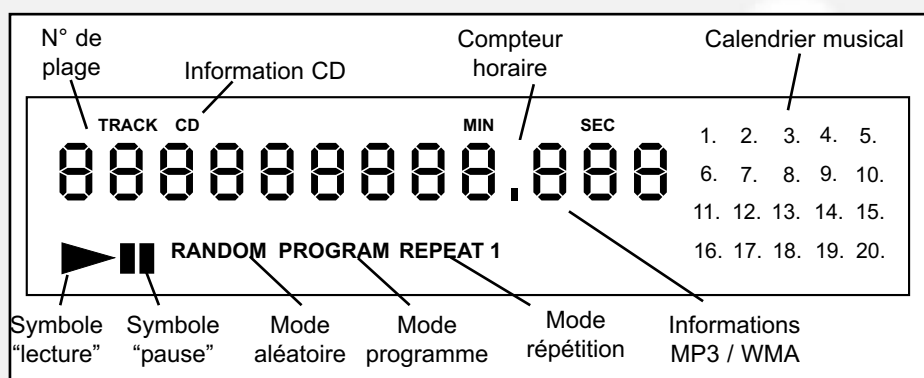 N° de plage
Information CD
Compteur horaire
Calendrier musical
TRACK CD MIN SEC
888888888.888
1. 2. 3. 4. 5.
6. 7. 8. 9. 10.
11. 12. 13. 14. 15.
16. 17. 18. 19. 20.
RANDOM PROGRAM REPEAT 1
Symbole “lecture”
Symbole “pause”
Mode aléatoire
Mode programme
Mode répétition
Informations MP3 / WMA